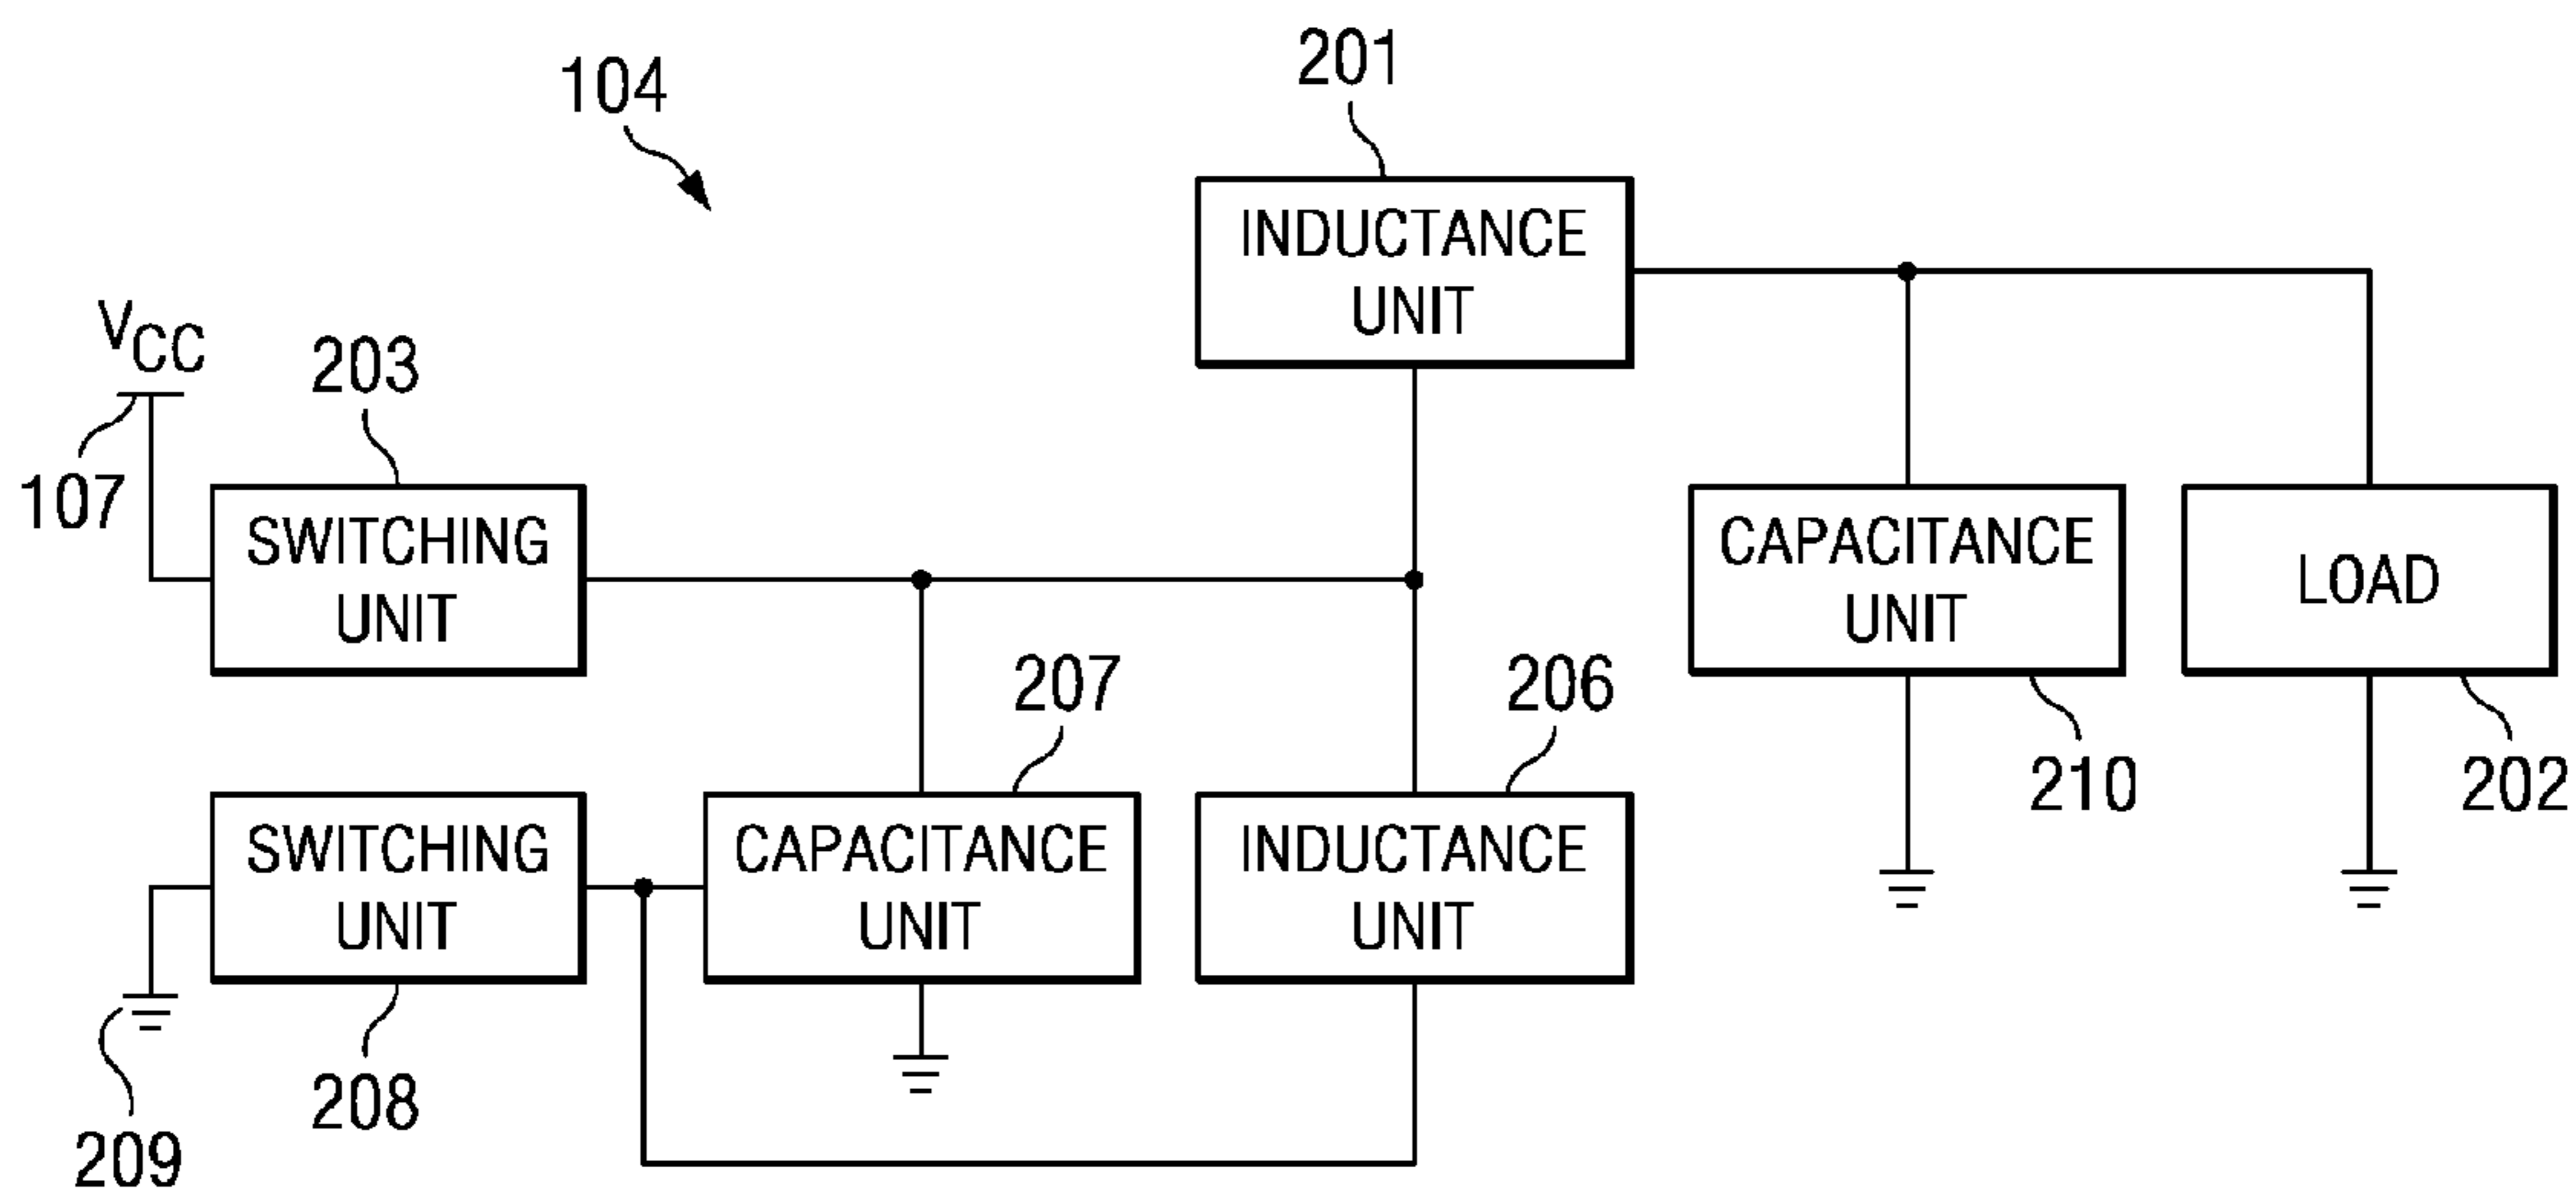 104
201
INDUCTANCE
UNIT
VCC
203
107
SWITCHING
UNIT
CAPACITANCE
UNIT
LOAD
207
206
210
202
SWITCHING
UNIT
CAPACITANCE
UNIT
INDUCTANCE
UNIT
208
209